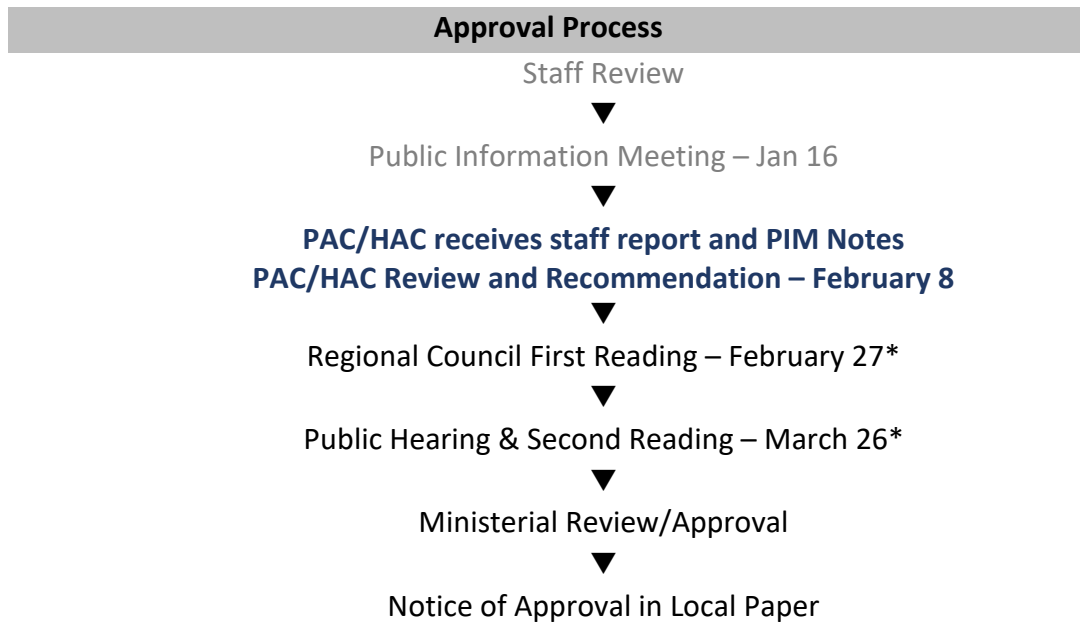 Approval Process
Staff Review
Public Information Meeting – Jan 16
PAC/HAC receives staff report and PIM Notes
PAC/HAC Review and Recommendation – February 8
Regional Council First Reading – February 27*
Public Hearing & Second Reading – March 26*
Ministerial Review/Approval
Notice of Approval in Local Paper